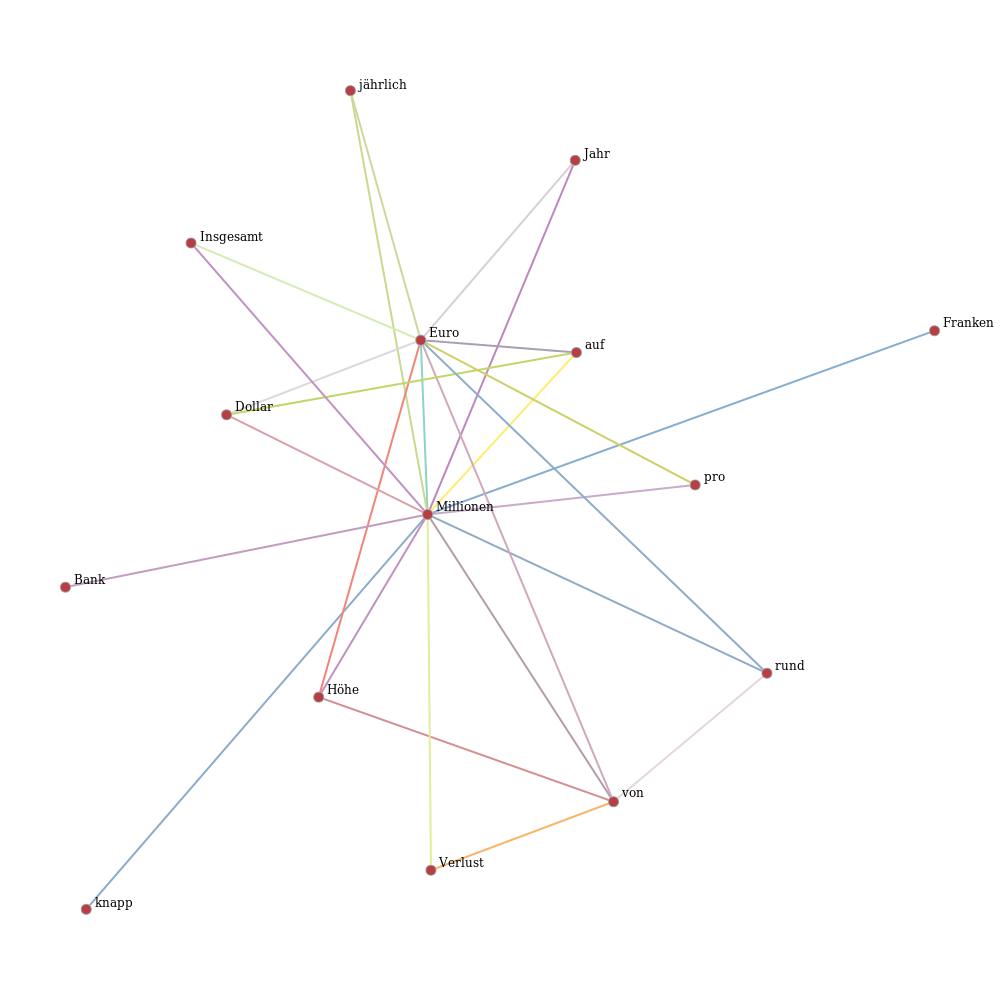 jährlich
Jahr
Insgesamt
Franken
Euro
auf
Dollar
pro
Millionen
Bank
rund
Höhe
von
Verlust
knapp